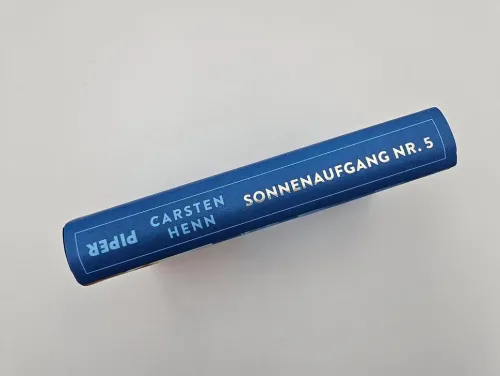 PIPER
CARSTEN
HENN
SONNENAUFGANG NR. 5